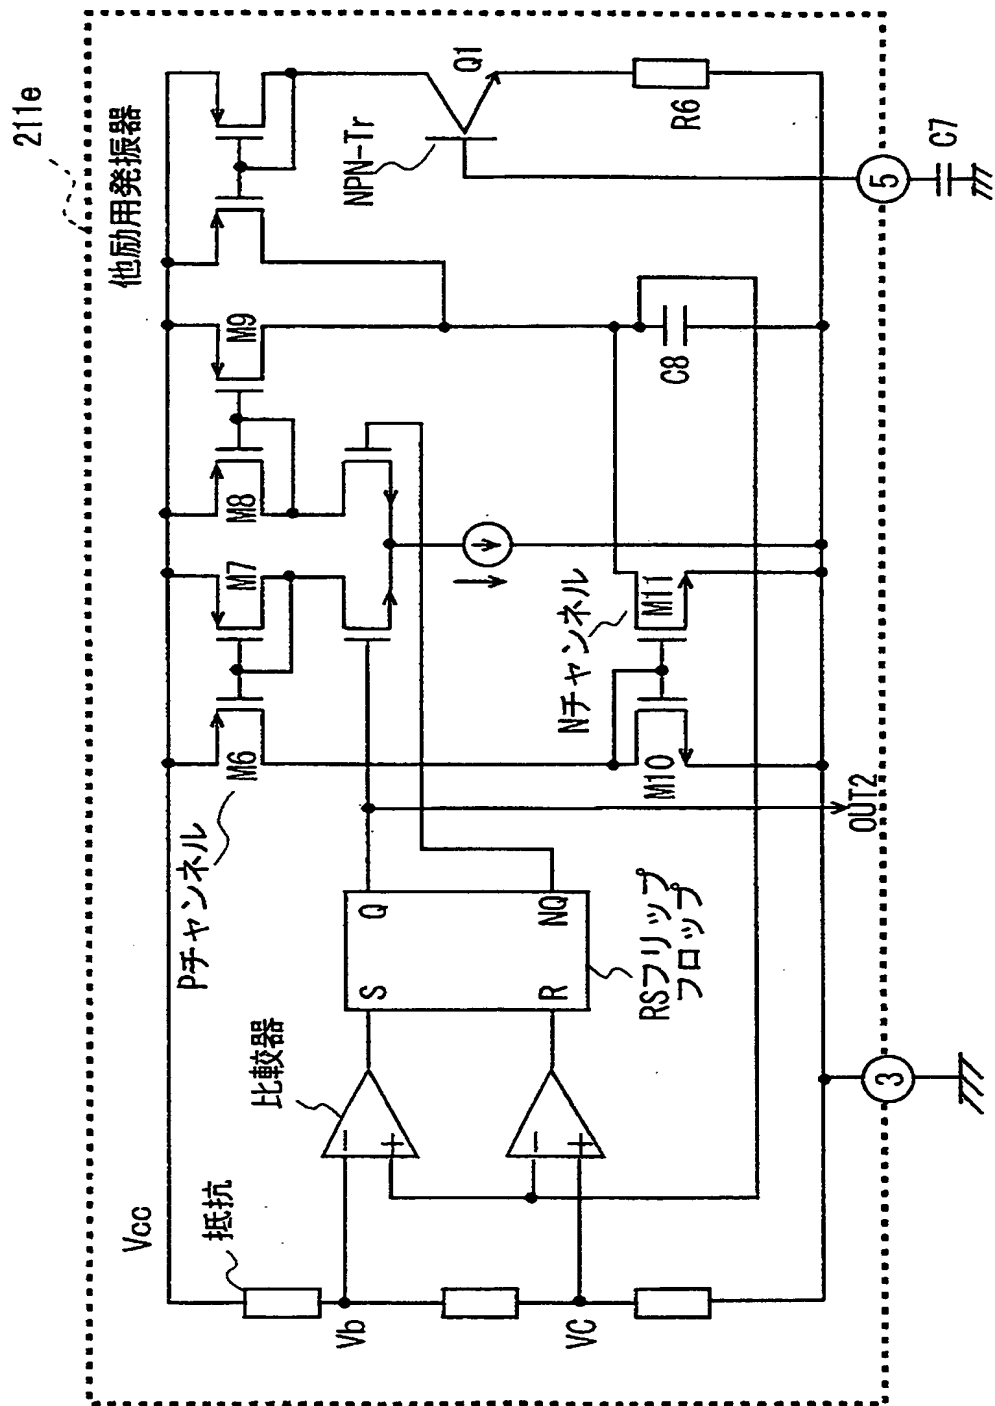 211e
他励用発振器
Vcc
抵抗
比較器
Pチャンネル
M6
M7
M8
M9
NPN-Tr
Q1
R6
Vb
VC
−
+
−
+
S
Q
R
NQ
RSフリップ
フロップ
Nチャンネル
M10
M11
C8
OUT2
3
5
C7